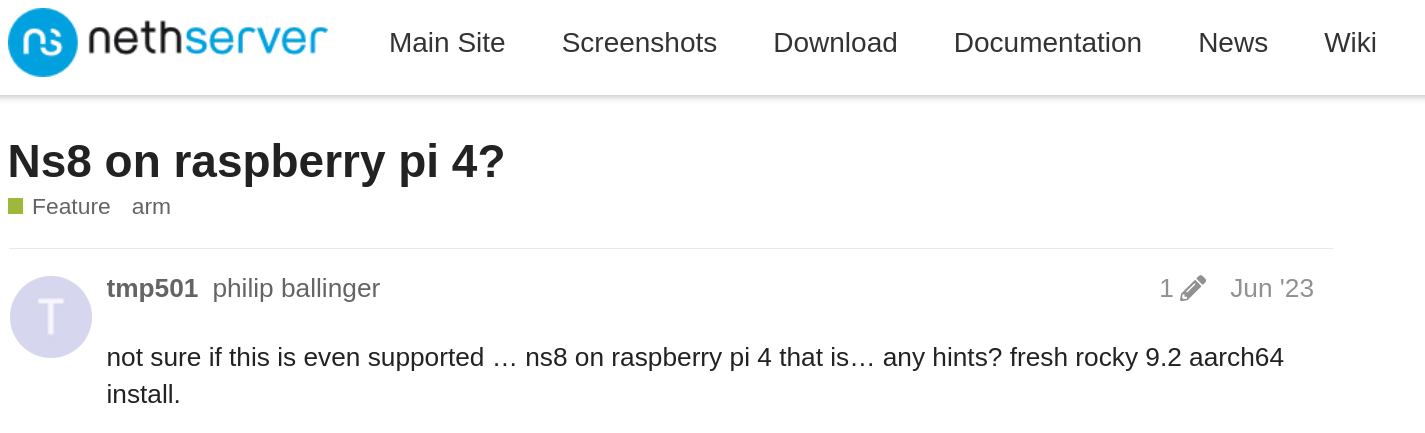 ns nethserver Main Site Screenshots Download Documentation News Wiki
Ns8 on raspberry pi 4?
Feature arm
T tmp501 philip ballinger 1 Jun '23
not sure if this is even supported … ns8 on raspberry pi 4 that is… any hints? fresh rocky 9.2 aarch64
install.